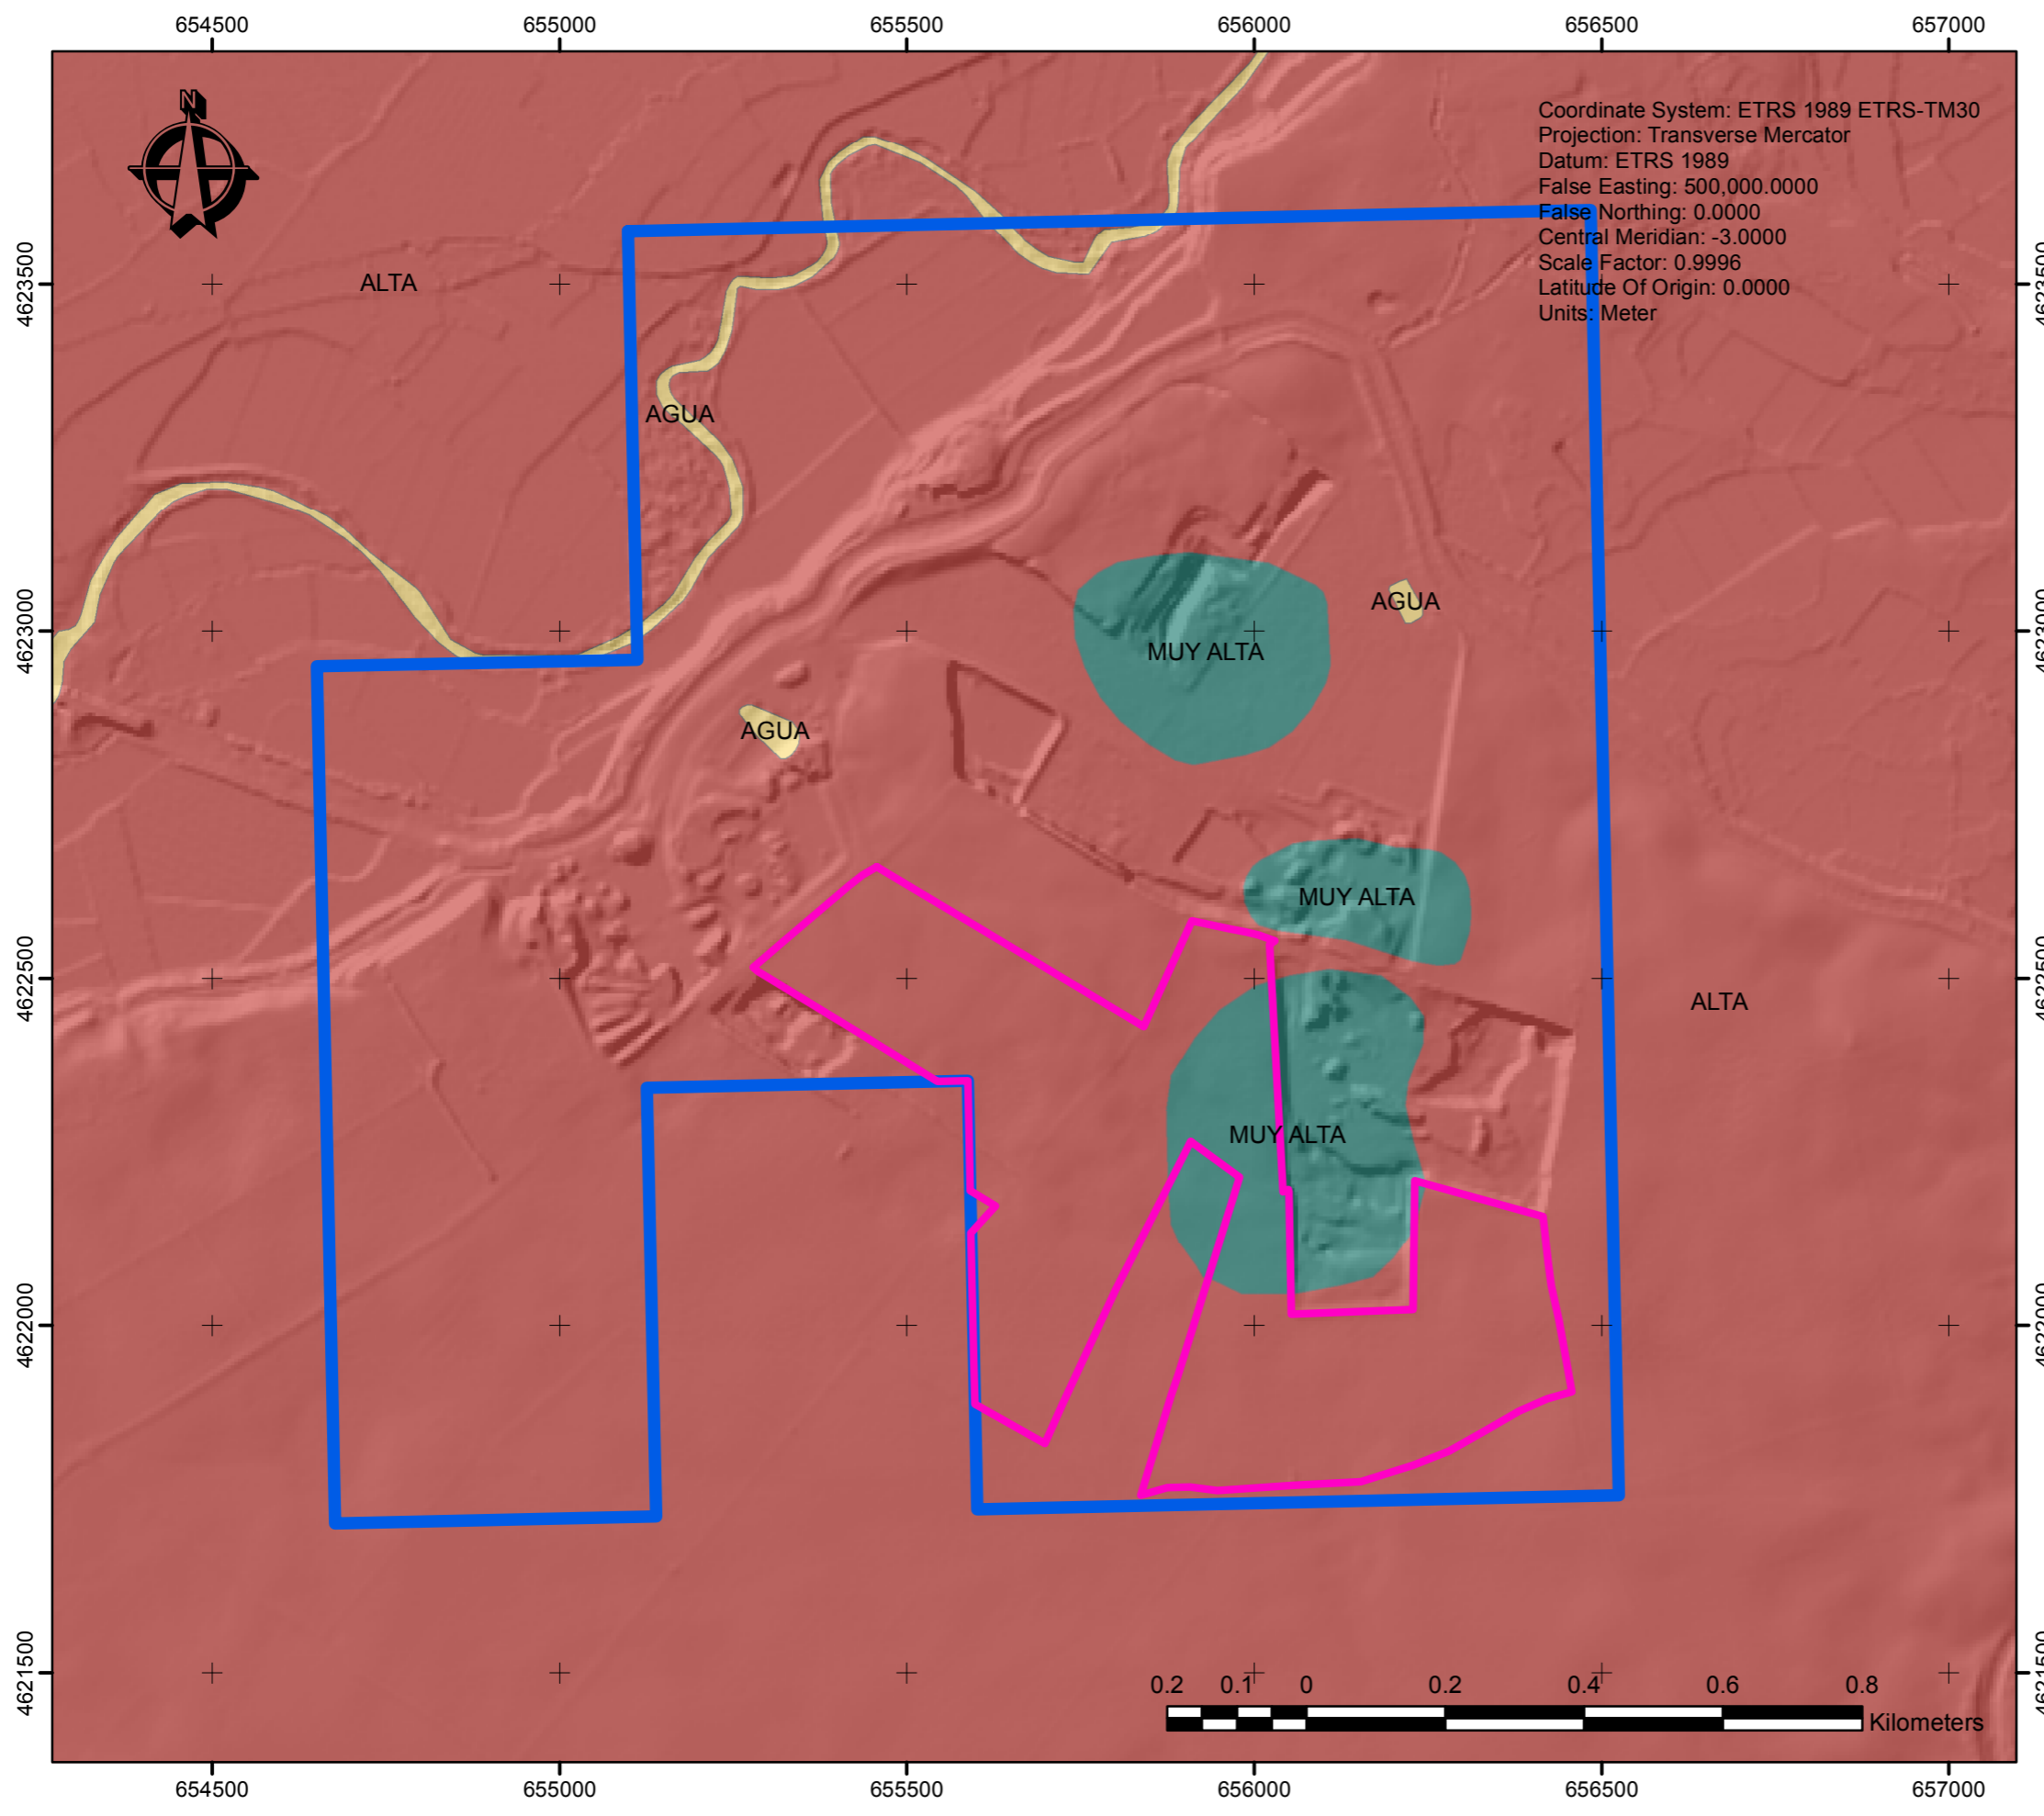 654500 655000 655500 656000 656500 657000
N
Coordinate System: ETRS 1989 ETRS-TM30
Projection: Transverse Mercator
Datum: ETRS 1989
False Easting: 500,000.0000
False Northing: 0.0000
Central Meridian: -3.0000
Scale Factor: 0.9996
Latitude Of Origin: 0.0000
Units: Meter
4623500
ALTA
AGUA
4623000
AGUA
MUY ALTA
AGUA
MUY ALTA
4622500
ALTA
MUY ALTA
4622000
4621500
0.2 0.1 0 0.2 0.4 0.6 0.8
Kilometers
654500 655000 655500 656000 656500 657000